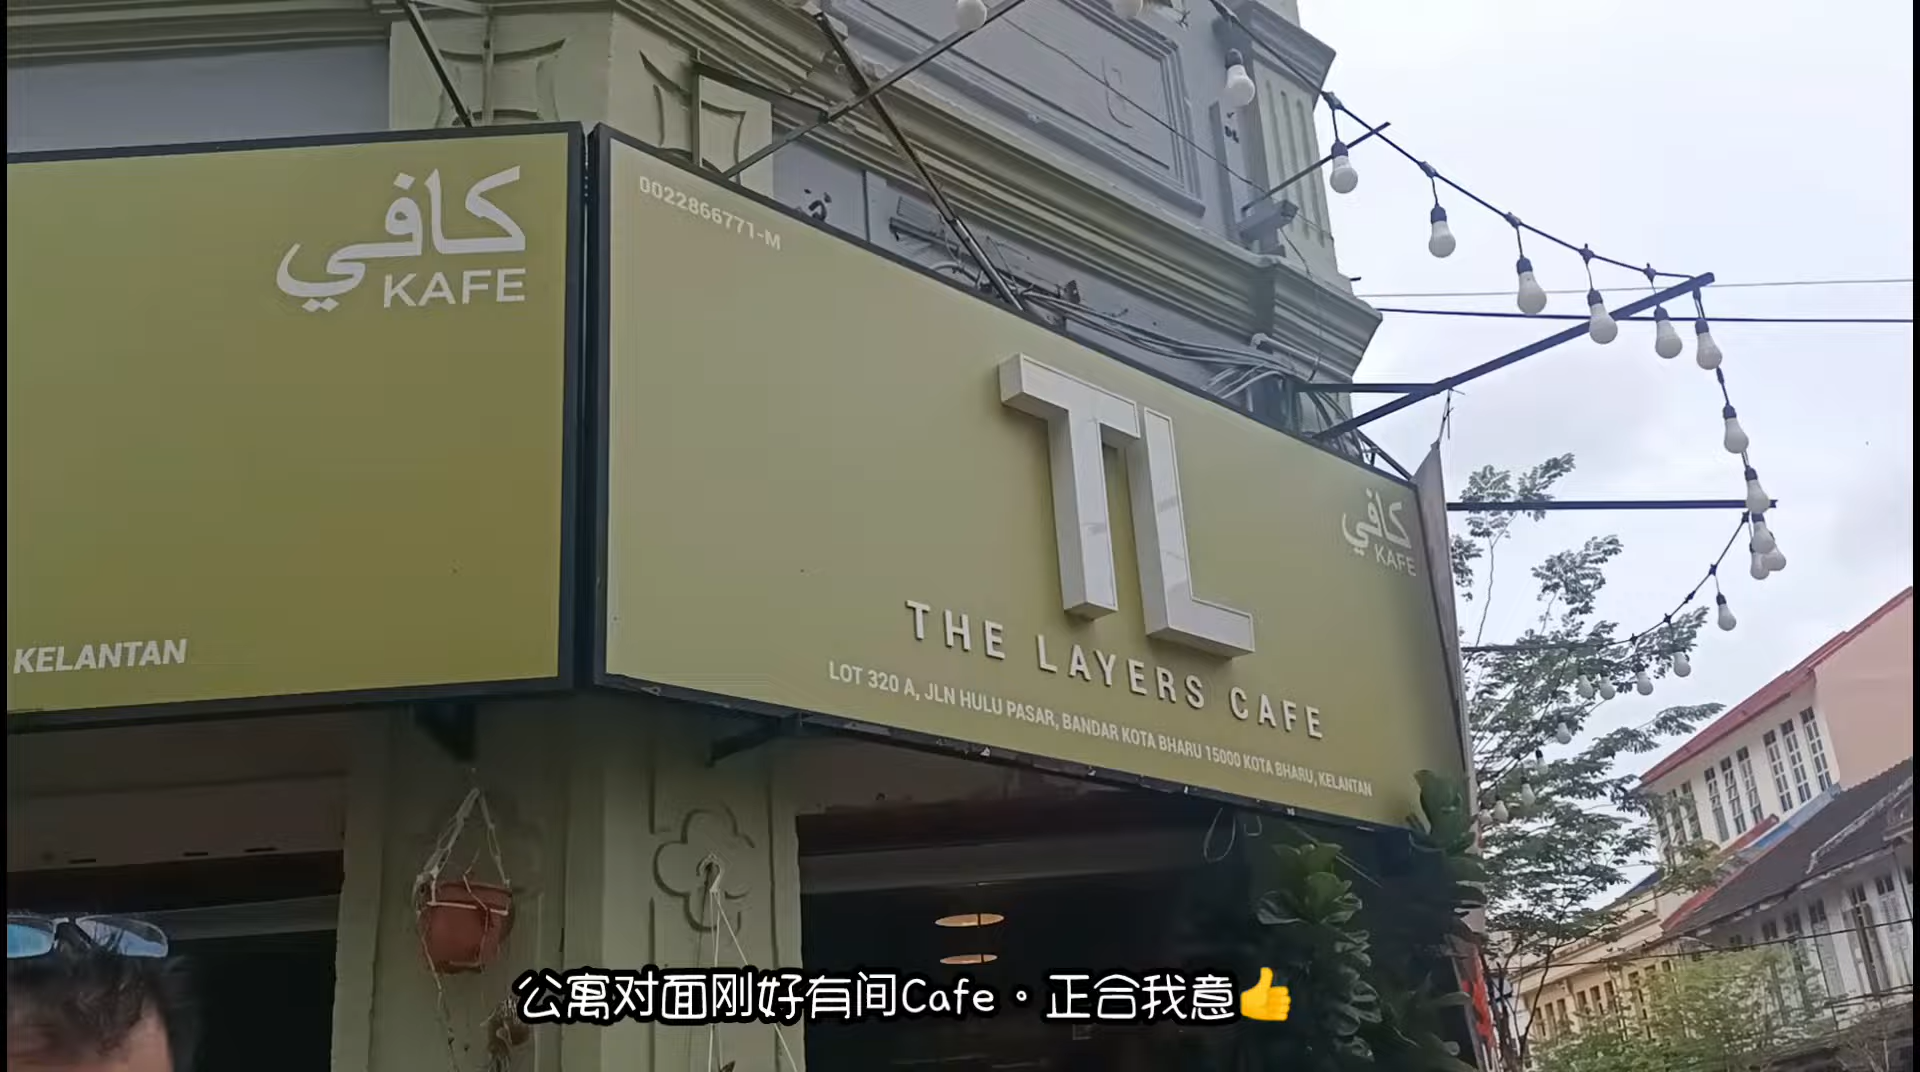 كافي
KAFE
KELANTAN
0022866771-M
TL
THE LAYERS CAFE
LOT 320 A, JLN HULU PASAR, BANDAR KOTA BHARU 15000 KOTA BHARU, KELANTAN
كافي
KAFE
公寓对面刚好有间Cafe。正合我意👍